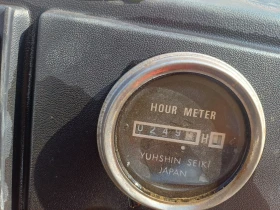 HOUR METER
0249
YUHSHIN SEIKI
JAPAN